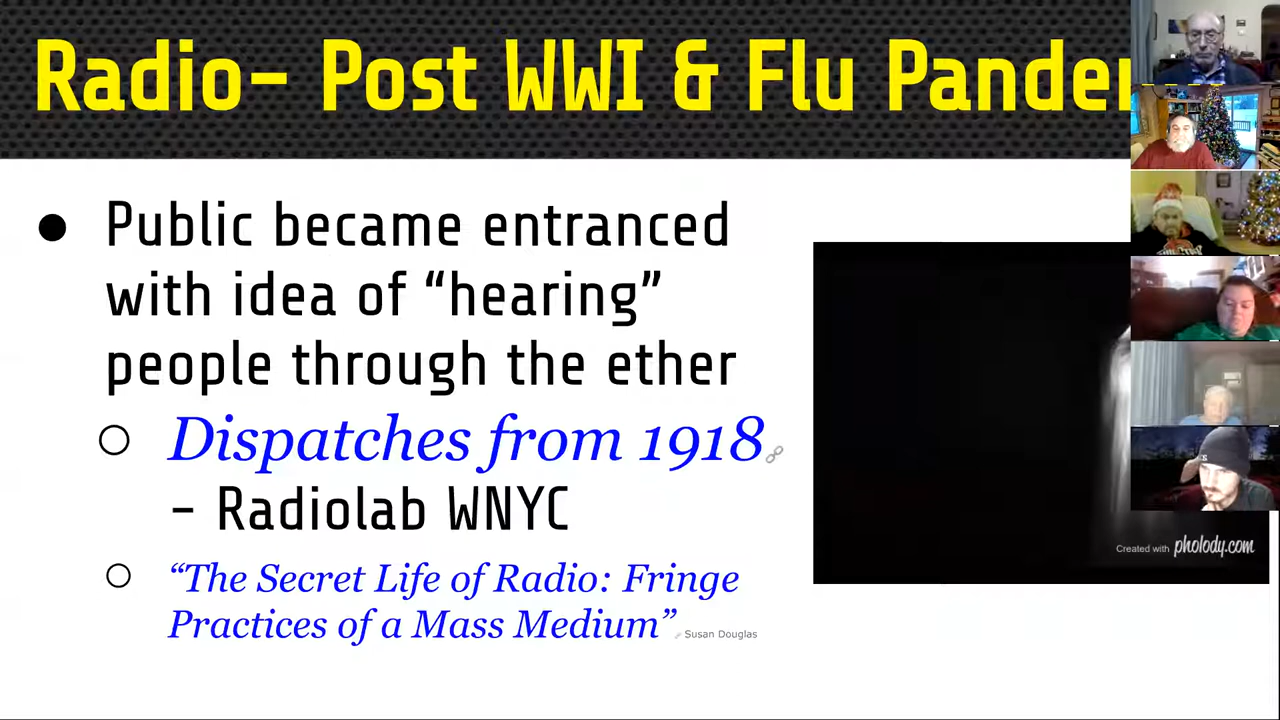 Radio- Post WWI & Flu
Public became entranced
with idea of “hearing”
people through the ether
Dispatches from 1918
- Radiolab WNYC
“The Secret Life of Radio: Fringe
Practices of a Mass Medium” Susan Douglas
Created with pholody.com